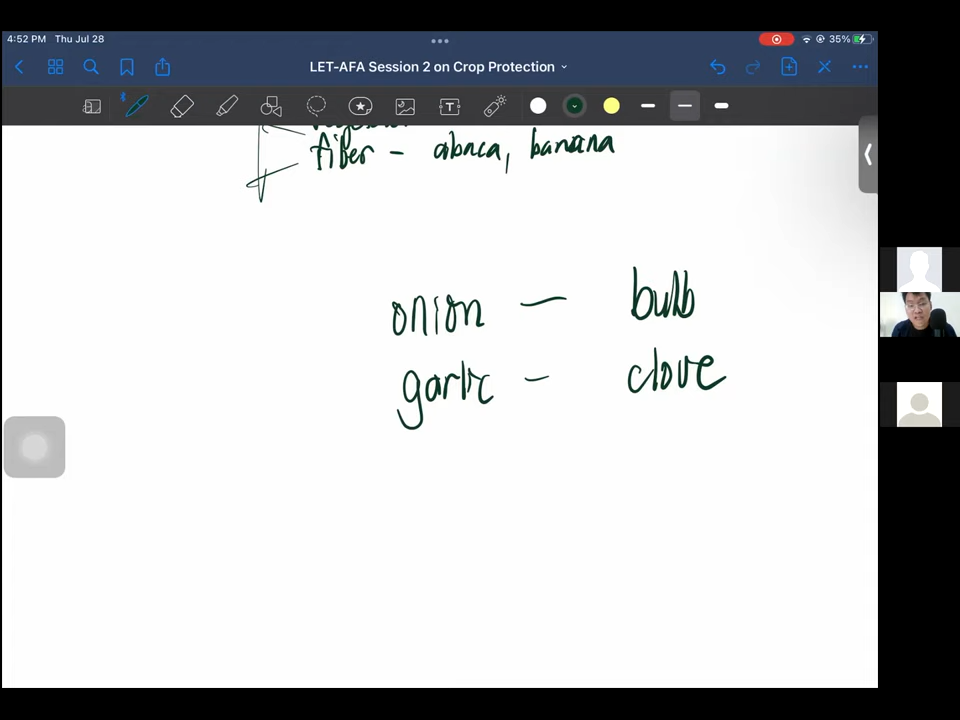 4:52 PM Thu Jul 28
35%
LET-AFA Session 2 on Crop Protection
T
fiber - abaca, banana
onion - bulb
garlic - clove